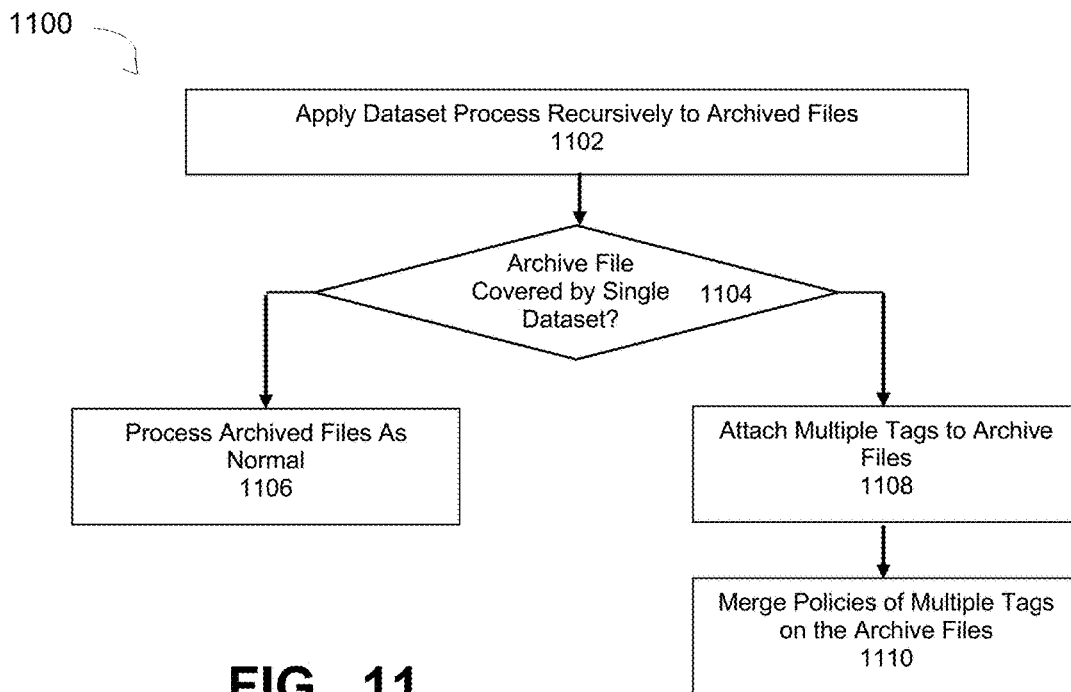 1100
Apply Dataset Process Recursively to Archived Files
1102
Archive File
Covered by Single
Dataset?
1104
Process Archived Files As
Normal
1106
Attach Multiple Tags to Archive
Files
1108
Merge Policies of Multiple Tags
on the Archive Files
1110
FIG. 11